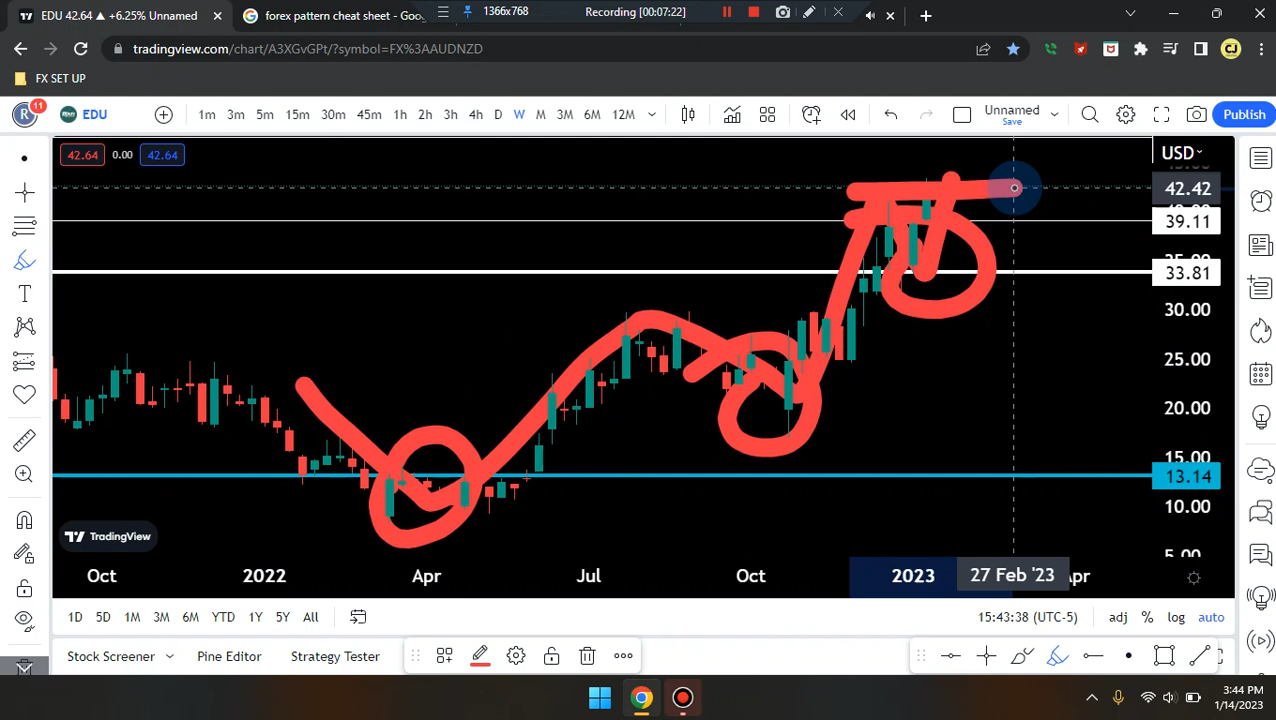 EDU 42.64 ▲ +6.25% Unnamed
forex pattern cheat sheet - Goo
1366x768
Recording [00:07:22]
tradingview.com/chart/A3XGvGPt/?symbol=FX%3AAUDNZD
FX SET UP
CJ
R
11
EDU
1m 3m 5m 15m 30m 45m 1h 2h 3h 4h D W M 3M 6M 12M
Unnamed
Save
Publish
42.64 0.00 42.64
USD
42.42
39.11
33.81
30.00
25.00
20.00
15.00
13.14
10.00
5.00
TradingView
Oct 2022 Apr Jul Oct 2023 27 Feb '23 Apr
1D 5D 1M 3M 6M YTD 1Y 5Y All
15:43:38 (UTC-5) adj % log auto
Stock Screener Pine Editor Strategy Tester
3:44 PM
1/14/2023